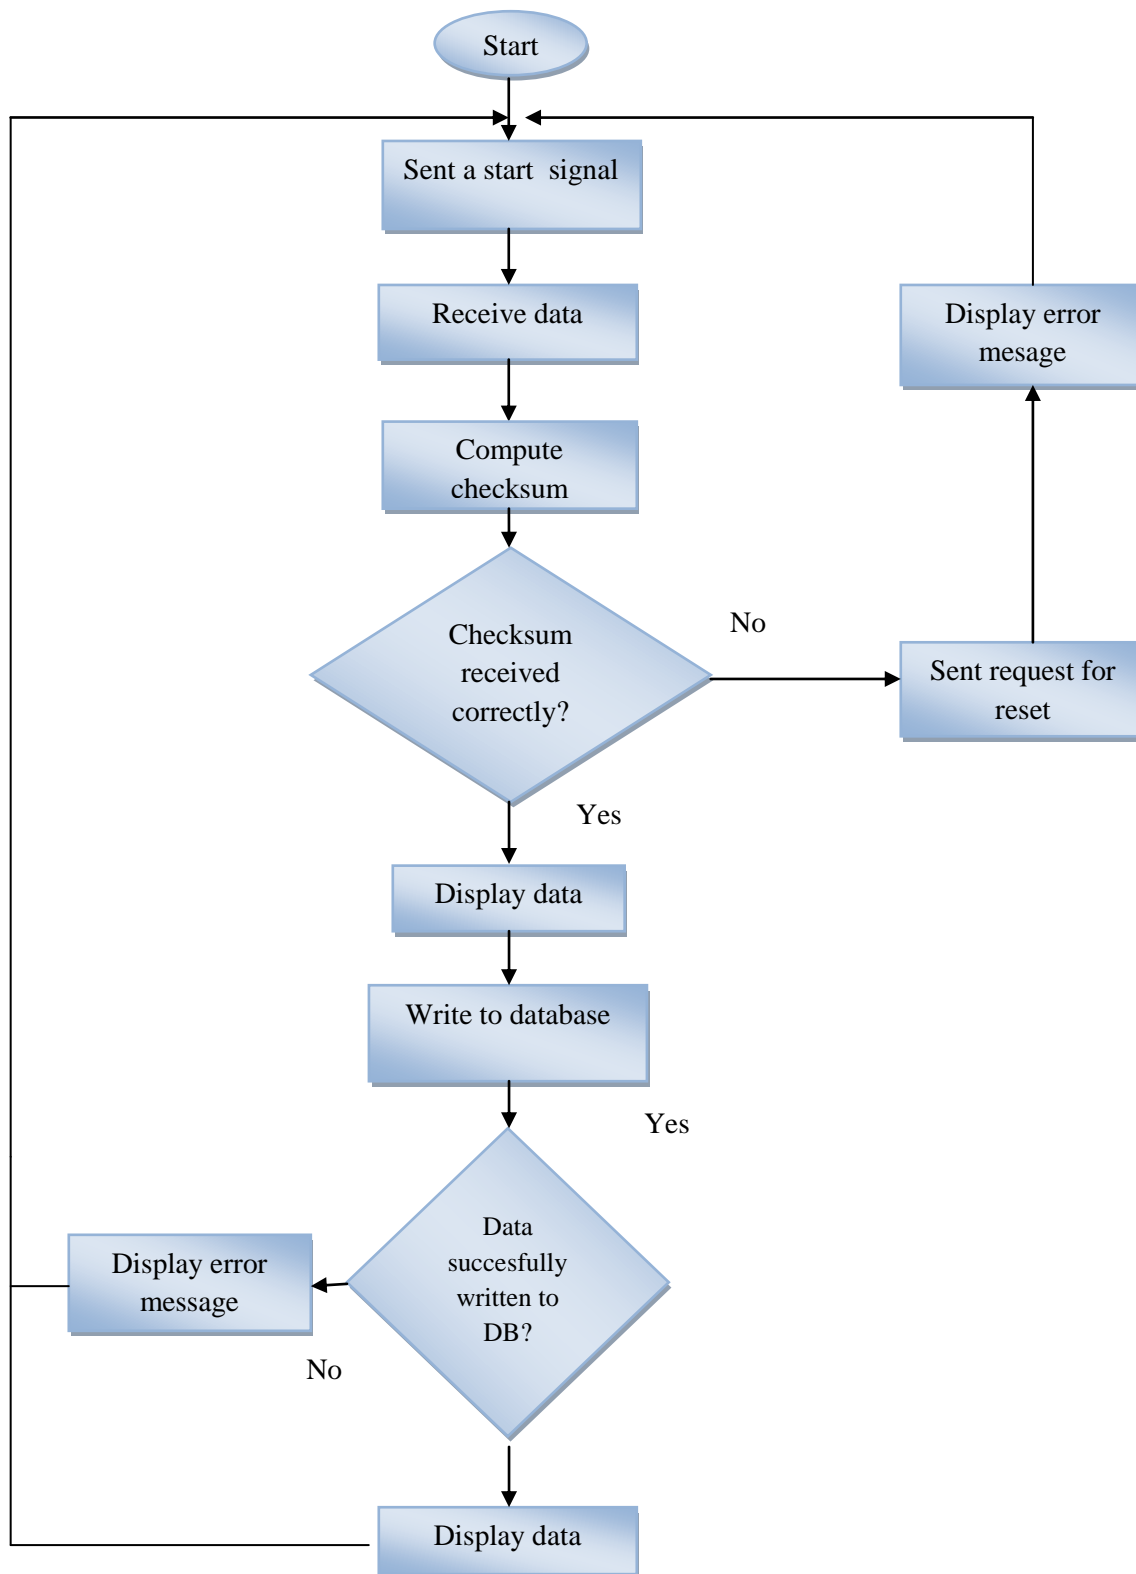 Start
Sent a start  signal
Receive data
Display error
mesage
Compute
checksum
No
Checksum
received
correctly?
Sent request for
reset
Yes
Display data
Write to database
Yes
Data
succesfully
written to
DB?
Display error
message
No
Display data